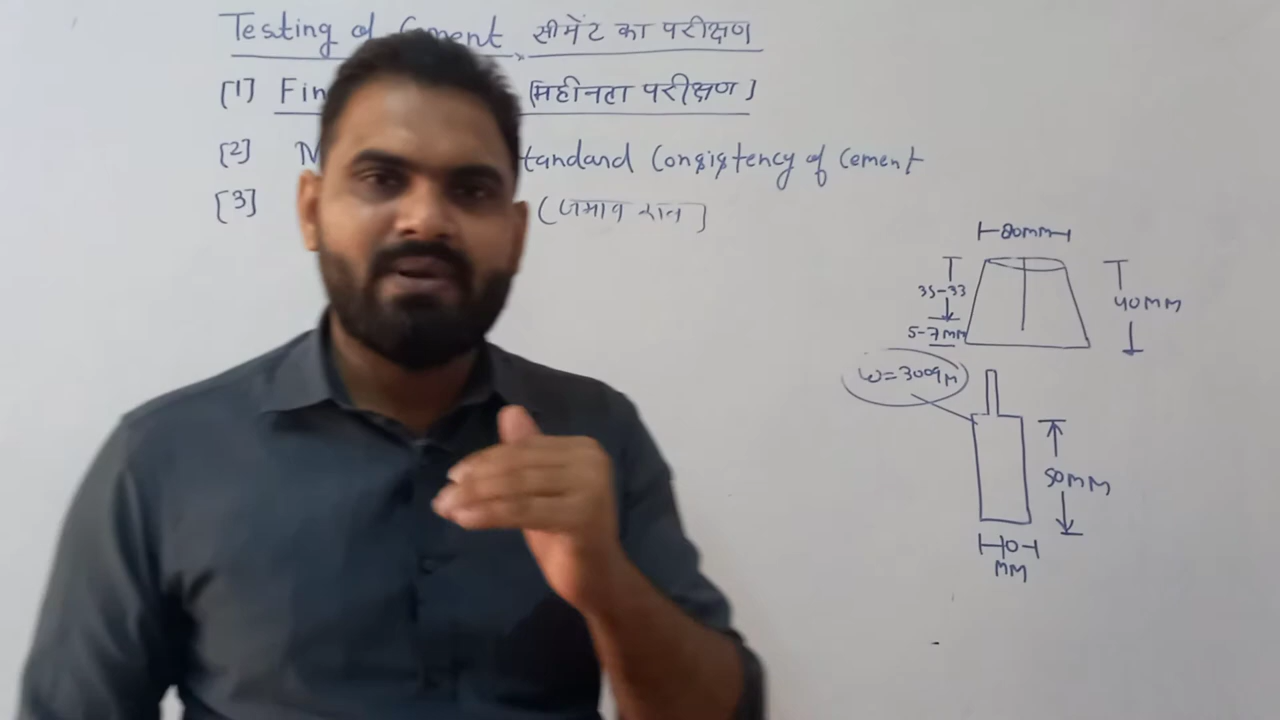 Testing of Cement, सीमेंट का परीक्षण
[1] Fin [महीनता परीक्षण]
[2] tandard Consistency of Cement
[3] (जमाव
80mm
35-33
5-7mm
40mm
w=300gm
50mm
10
mm